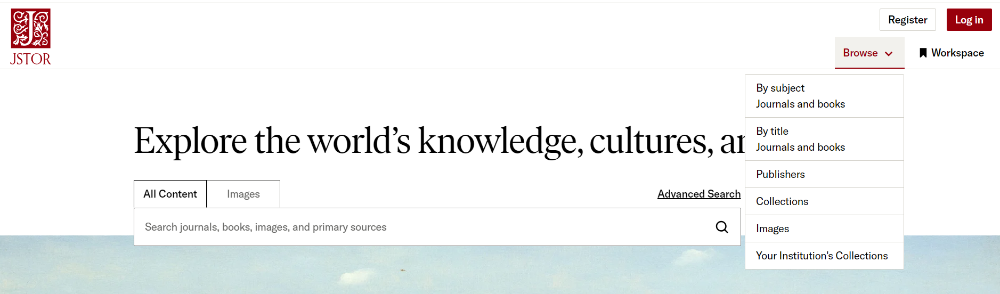 JSTOR
Register
Log in
Browse
Workspace
By subject
Journals and books
By title
Journals and books
Publishers
Collections
Images
Your Institution's Collections
Explore the world’s knowledge, cultures,
All Content
Images
Advanced Search
Search journals, books, images, and primary sources